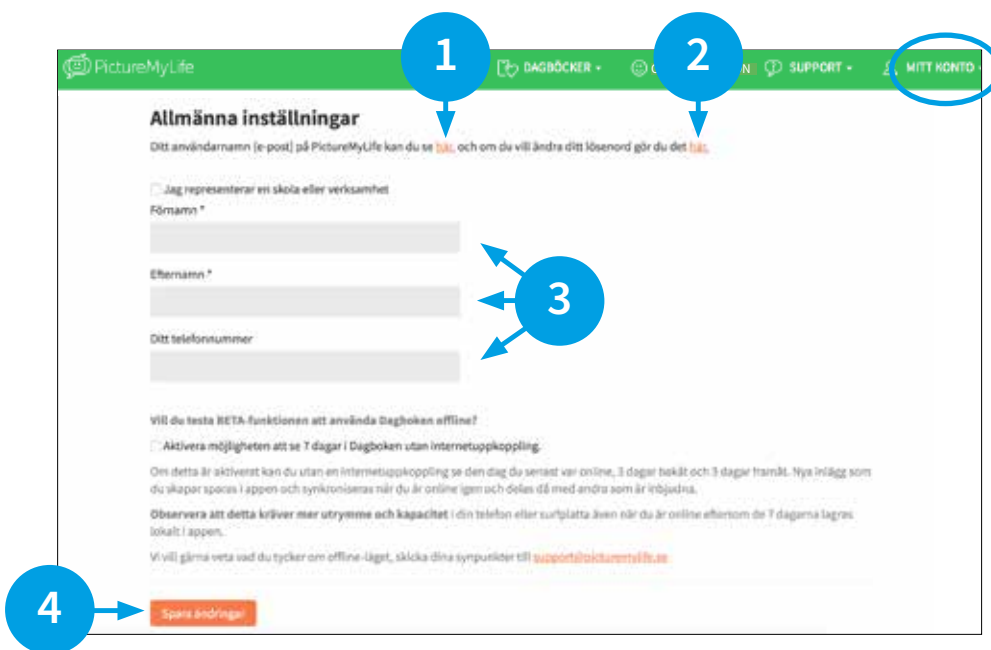 1
2
PictureMyLife
DAGBÖCKER
N
SUPPORT
MITT KONTO
Allmänna inställningar
Ditt användarnamn (e-post) på PictureMyLife kan du se här, och om du vill ändra ditt lösenord gör du det här.
Jag representerar en skola eller verksamhet
Förnamn *
Efternamn *
3
Ditt telefonnummer
Vill du testa BETA-funktionen att använda Dagboken offline?
Aktivera möjligheten att se 7 dagar i Dagboken utan internetuppkoppling.
Om detta är aktiverat kan du utan en internetuppkoppling se den dag du senast var online, 3 dagar bakåt och 3 dagar framåt. Nya inlägg som
du skapar sparas i appen och synkroniseras när du är online igen och delas då med andra som är inbjudna.
Observera att detta kräver mer utrymme och kapacitet i din telefon eller surfplatta även när du är online eftersom de 7 dagarna lagras
lokalt i appen.
Vi vill gärna veta vad du tycker om offline-läget, skicka dina synpunkter till support@picturemylife.se
4
Spara ändringar